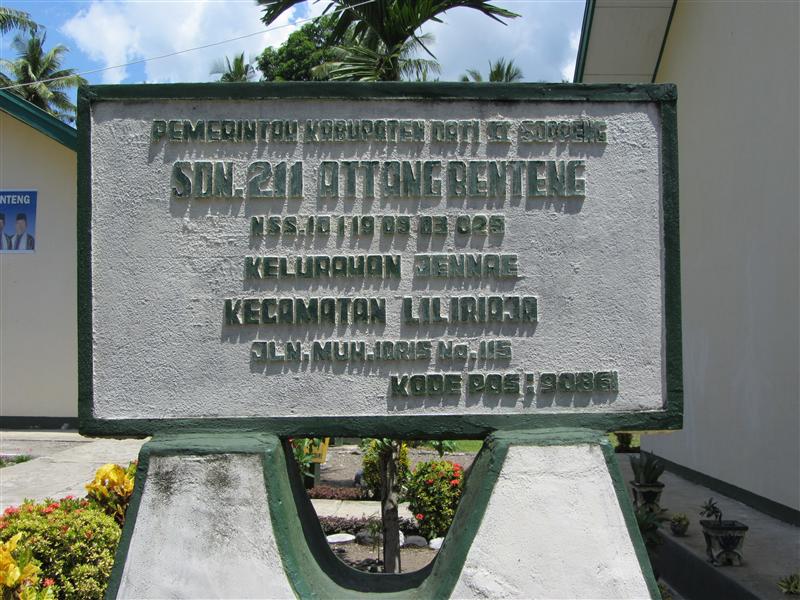 PEMERINTAH KABUPATEN DATI II SOPPENG
SDN. 211 ATTANG BENTENG
NSS. 10 1 19 09 03 025
KELURAHAN JENNAE
KECAMATAN LILIRIAJA
JLN. MUH. IDRIS No. 115
KODE POS : 90861
NTENG